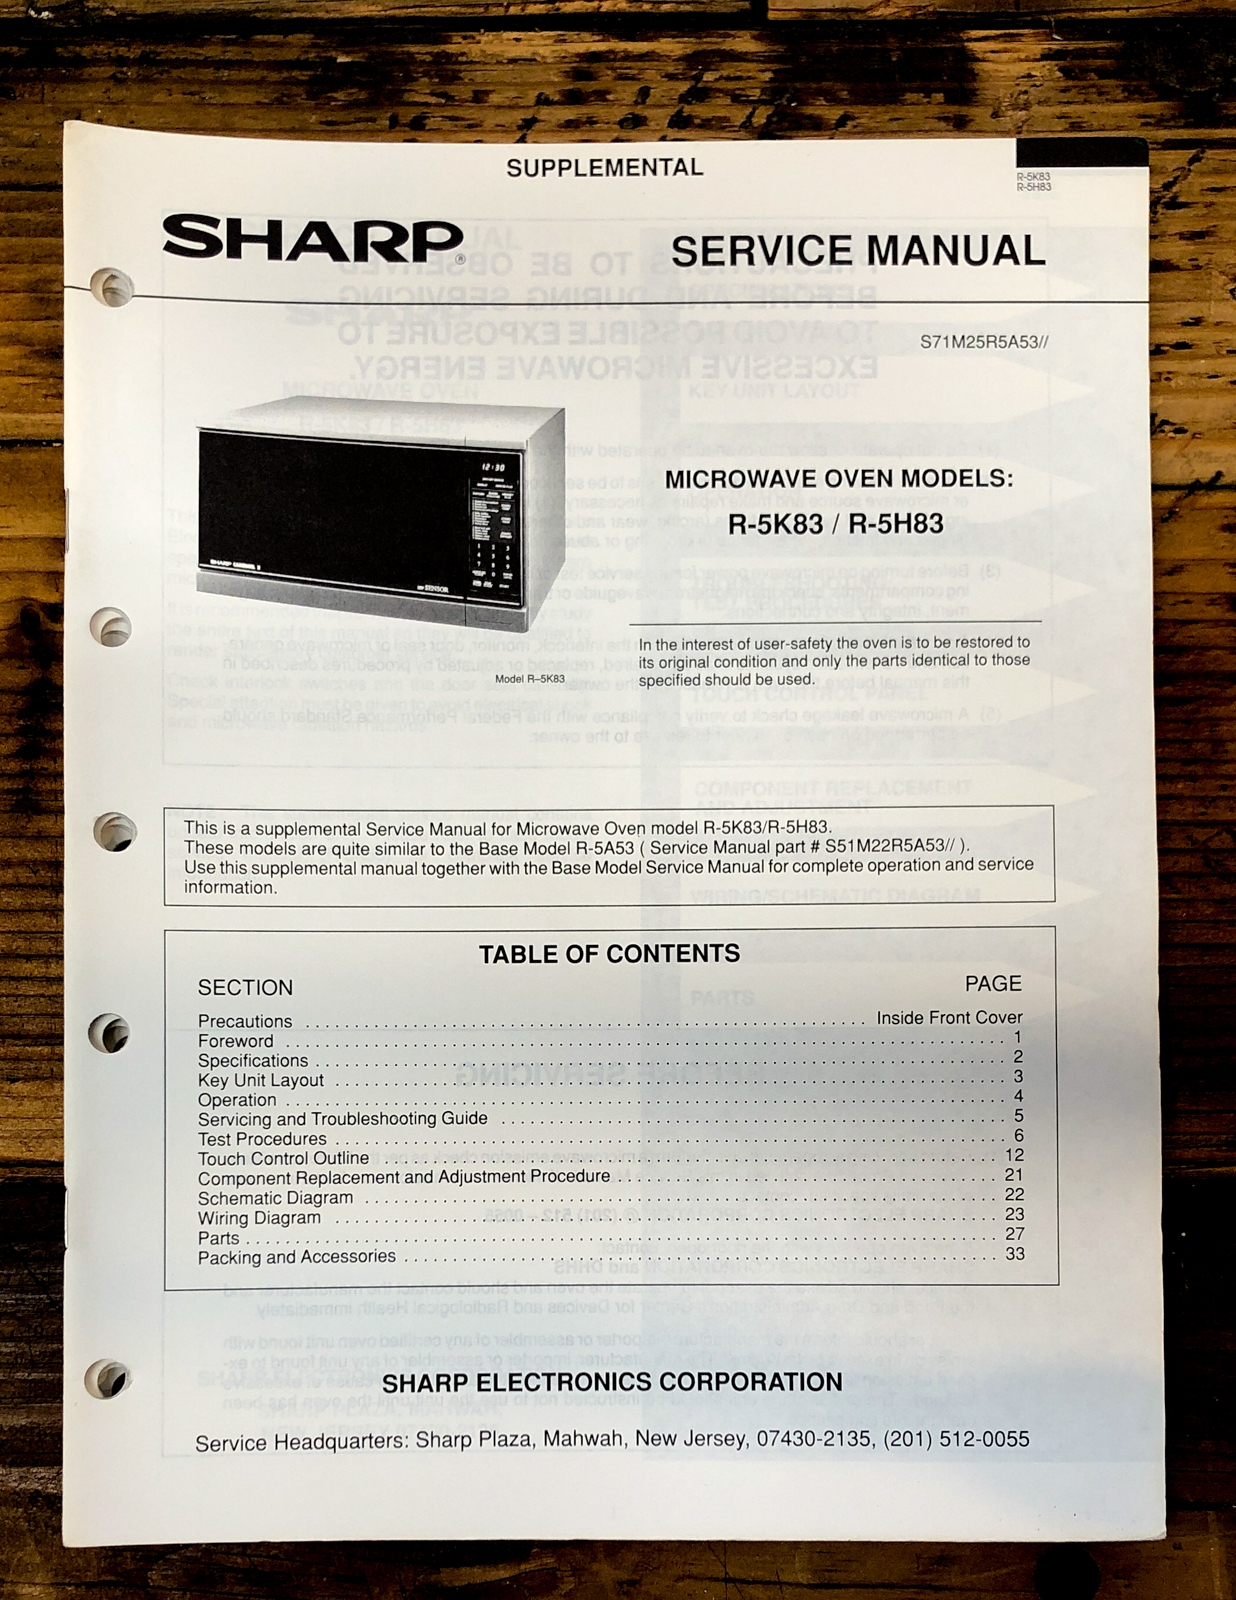 SUPPLEMENTAL
R-5K83
R-5H83
SHARP®
SERVICE MANUAL
S71M25R5A53//
12:30
SENSOR
MICROWAVE OVEN MODELS:
R-5K83 / R-5H83
In the interest of user-safety the oven is to be restored to
its original condition and only the parts identical to those
specified should be used.
Model R–5K83
This is a supplemental Service Manual for Microwave Oven model R-5K83/R-5H83.
These models are quite similar to the Base Model R-5A53 ( Service Manual part # S51M22R5A53// ).
Use this supplemental manual together with the Base Model Service Manual for complete operation and service
information.
TABLE OF CONTENTS
SECTION PAGE
Precautions Inside Front Cover
Foreword 1
Specifications 2
Key Unit Layout 3
Operation 4
Servicing and Troubleshooting Guide 5
Test Procedures 6
Touch Control Outline 12
Component Replacement and Adjustment Procedure 21
Schematic Diagram 22
Wiring Diagram 23
Parts 27
Packing and Accessories 33
SHARP ELECTRONICS CORPORATION
Service Headquarters: Sharp Plaza, Mahwah, New Jersey, 07430-2135, (201) 512-0055